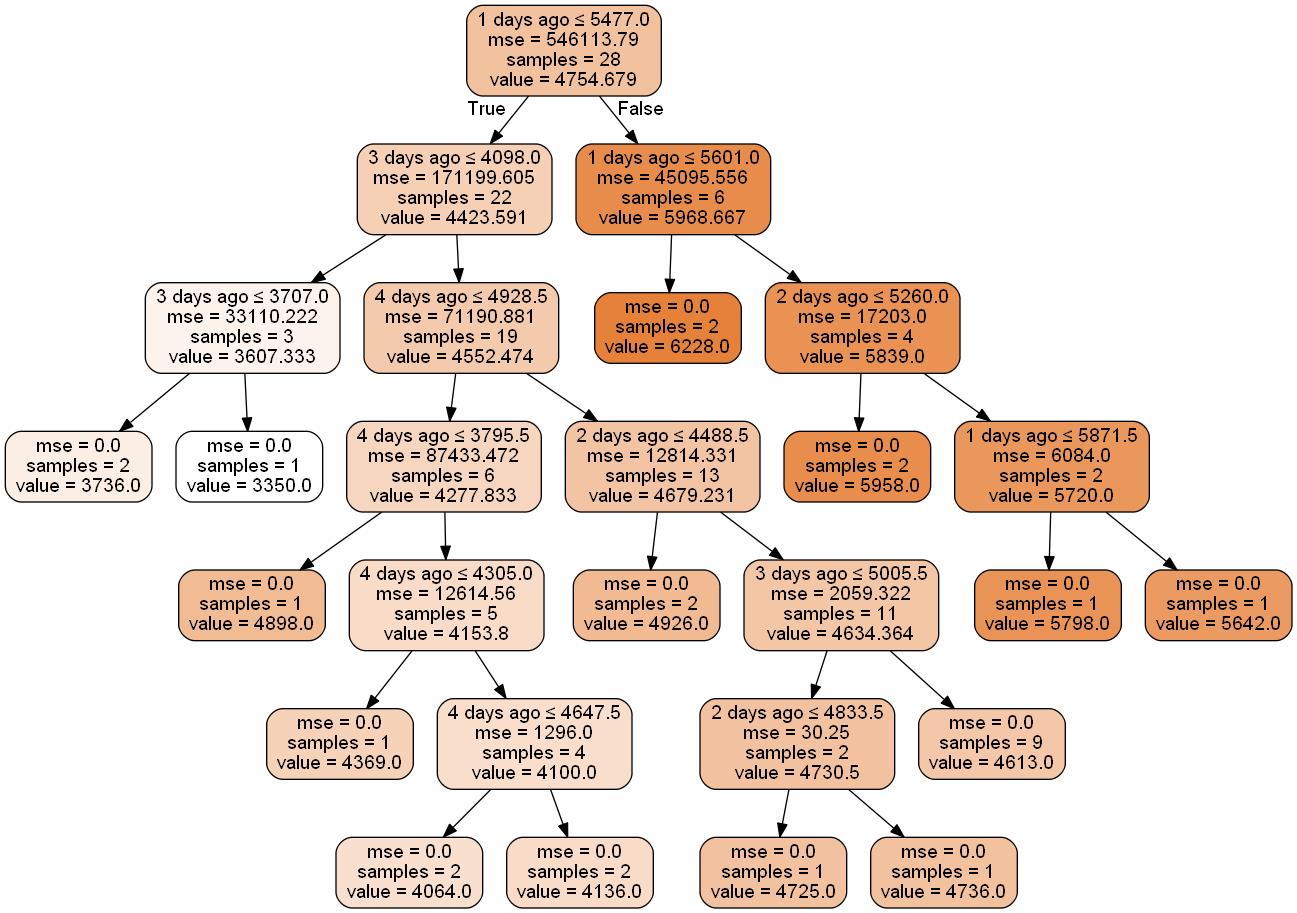 1 days ago ≤ 5477.0
mse = 546113.79
samples = 28
value = 4754.679
True
False
3 days ago ≤ 4098.0
mse = 171199.605
samples = 22
value = 4423.591
1 days ago ≤ 5601.0
mse = 45095.556
samples = 6
value = 5968.667
3 days ago ≤ 3707.0
mse = 33110.222
samples = 3
value = 3607.333
4 days ago ≤ 4928.5
mse = 71190.881
samples = 19
value = 4552.474
mse = 0.0
samples = 2
value = 6228.0
2 days ago ≤ 5260.0
mse = 17203.0
samples = 4
value = 5839.0
mse = 0.0
samples = 2
value = 3736.0
mse = 0.0
samples = 1
value = 3350.0
4 days ago ≤ 3795.5
mse = 87433.472
samples = 6
value = 4277.833
2 days ago ≤ 4488.5
mse = 12814.331
samples = 13
value = 4679.231
mse = 0.0
samples = 2
value = 5958.0
1 days ago ≤ 5871.5
mse = 6084.0
samples = 2
value = 5720.0
mse = 0.0
samples = 1
value = 4898.0
4 days ago ≤ 4305.0
mse = 12614.56
samples = 5
value = 4153.8
mse = 0.0
samples = 2
value = 4926.0
3 days ago ≤ 5005.5
mse = 2059.322
samples = 11
value = 4634.364
mse = 0.0
samples = 1
value = 5798.0
mse = 0.0
samples = 1
value = 5642.0
mse = 0.0
samples = 1
value = 4369.0
4 days ago ≤ 4647.5
mse = 1296.0
samples = 4
value = 4100.0
2 days ago ≤ 4833.5
mse = 30.25
samples = 2
value = 4730.5
mse = 0.0
samples = 9
value = 4613.0
mse = 0.0
samples = 2
value = 4064.0
mse = 0.0
samples = 2
value = 4136.0
mse = 0.0
samples = 1
value = 4725.0
mse = 0.0
samples = 1
value = 4736.0